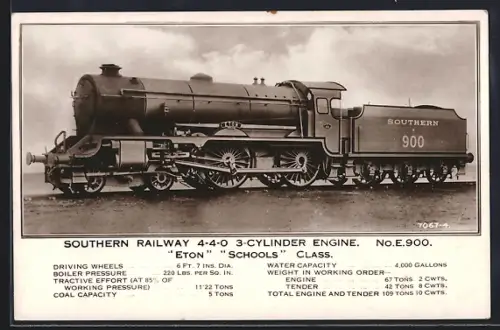 SOUTHERN
900
ETON
7067-4
SOUTHERN RAILWAY 4-4-0 3-CYLINDER ENGINE. No.E.900.
"ETON" "SCHOOLS" CLASS.
DRIVING WHEELS 6 FT. 7 INS. DIA.
BOILER PRESSURE 220 LBS. PER SQ. IN.
TRACTIVE EFFORT (AT 85% OF
WORKING PRESSURE) 11'22 TONS
COAL CAPACITY 5 TONS
WATER CAPACITY 4,000 GALLONS
WEIGHT IN WORKING ORDER—
ENGINE 67 TONS 2 CWTS.
TENDER 42 TONS 8 CWTS.
TOTAL ENGINE AND TENDER 109 TONS 10 CWTS.